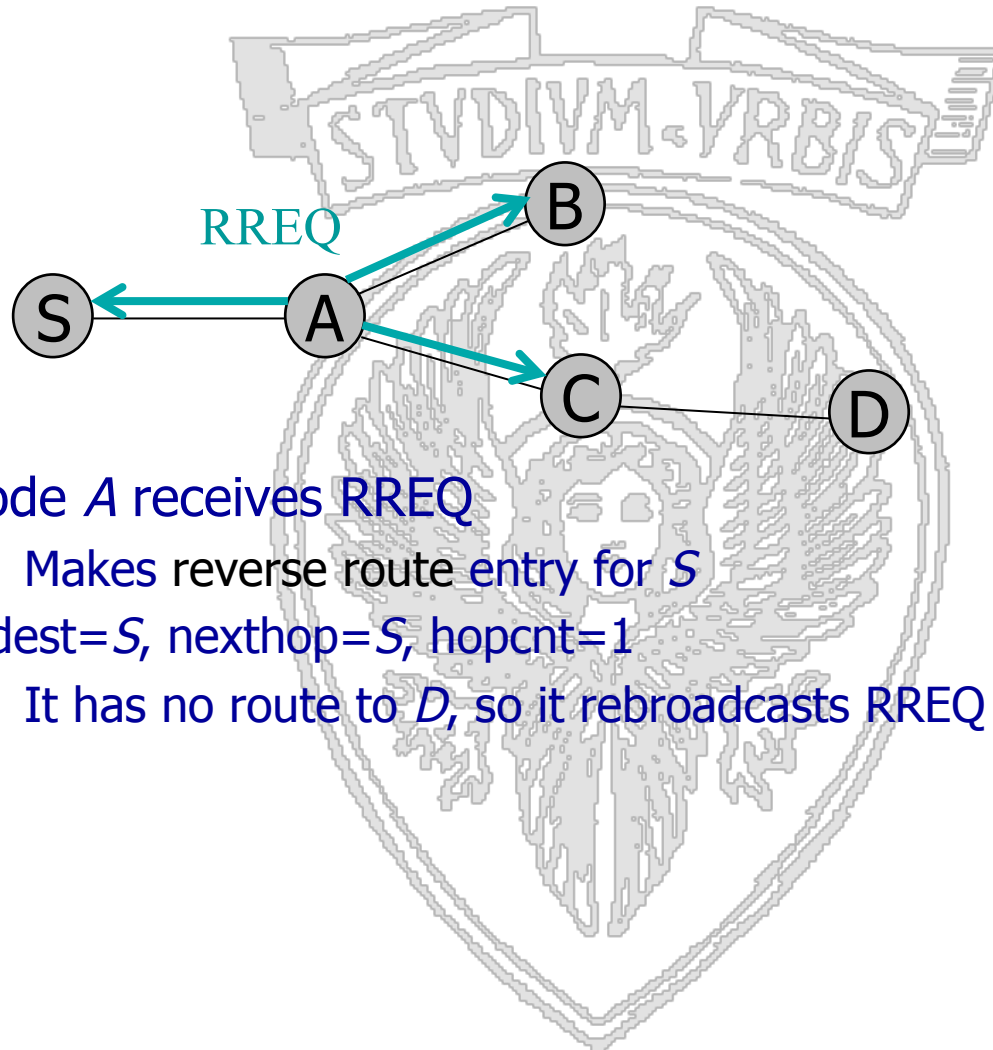 STVDIVM · VRBIS
B
RREQ
S A
C D
ode A receives RREQ
Makes reverse route entry for S
dest=S, nexthop=S, hopcnt=1
It has no route to D, so it rebroadcasts RREQ